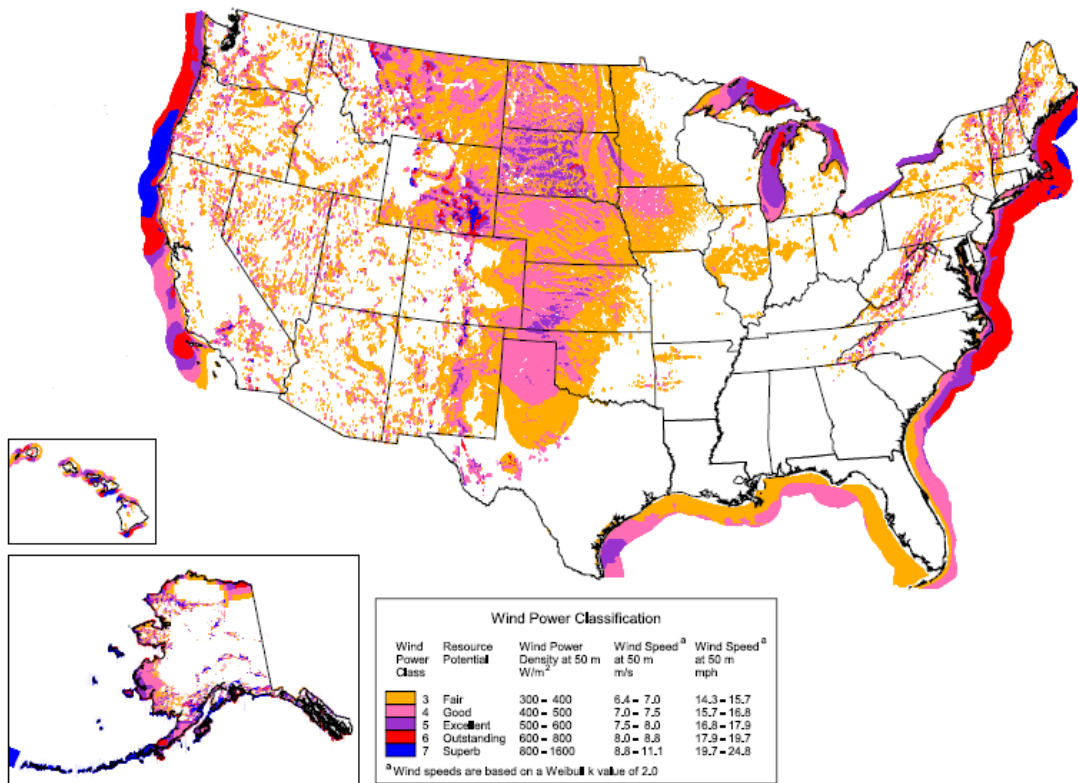 Wind Power Classification
Wind Power Class Resource Potential Wind Power Density at 50 m W/m² Wind Speed a at 50 m m/s Wind Speed a at 50 m mph
3 Fair 300 – 400 6.4 – 7.0 14.3 – 15.7
4 Good 400 – 500 7.0 – 7.5 15.7 – 16.8
5 Excellent 500 – 600 7.5 – 8.0 16.8 – 17.9
6 Outstanding 600 – 800 8.0 – 8.8 17.9 – 19.7
7 Superb 800 – 1600 8.8 – 11.1 19.7 – 24.8
a Wind speeds are based on a Weibull k value of 2.0